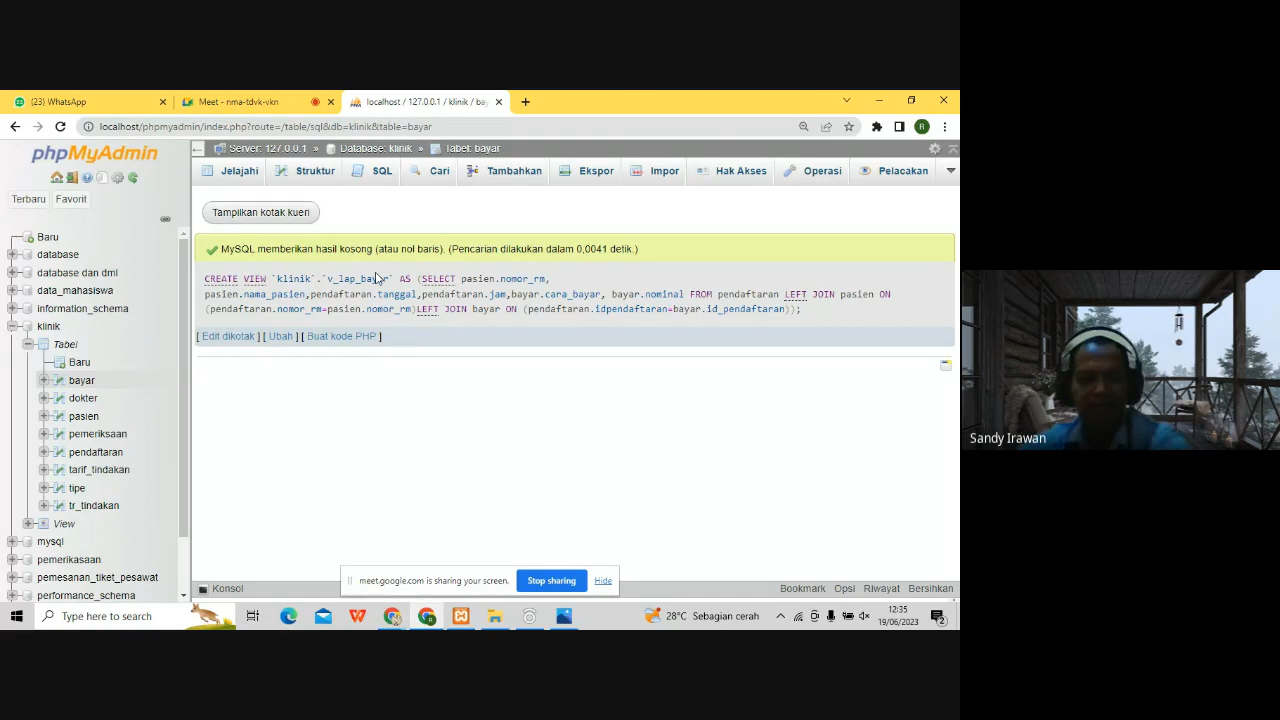 (23) WhatsApp
Meet - nma-tdvk-vkn
localhost / 127.0.0.1 / klinik / bay
localhost/phpmyadmin/index.php?route=/table/sql&db=klinik&table=bayar
R
phpMyAdmin
Terbaru Favorit
Baru
database
database dan dml
data_mahasiswa
information_schema
klinik
Tabel
Baru
bayar
dokter
pasien
pemeriksaan
pendaftaran
tarif_tindakan
tipe
tr_tindakan
View
mysql
pemerikasaan
pemesanan_tiket_pesawat
performance_schema
Server: 127.0.0.1 » Database: klinik » Tabel: bayar
Jelajahi Struktur SQL Cari Tambahkan Ekspor Impor Hak Akses Operasi Pelacakan
Tampilkan kotak kueri
MySQL memberikan hasil kosong (atau nol baris). (Pencarian dilakukan dalam 0,0041 detik.)
CREATE VIEW `klinik`.`v_lap_bayar` AS (SELECT pasien.nomor_rm,
pasien.nama_pasien,pendaftaran.tanggal,pendaftaran.jam,bayar.cara_bayar, bayar.nominal FROM pendaftaran LEFT JOIN pasien ON
(pendaftaran.nomor_rm=pasien.nomor_rm)LEFT JOIN bayar ON (pendaftaran.idpendaftaran=bayar.id_pendaftaran));
[ Edit dikotak ] [ Ubah ] [ Buat kode PHP ]
Konsol
Bookmark Opsi Riwayat Bersihkan
meet.google.com is sharing your screen. Stop sharing Hide
Type here to search
28°C Sebagian cerah
12:35
19/06/2023
2
Sandy Irawan